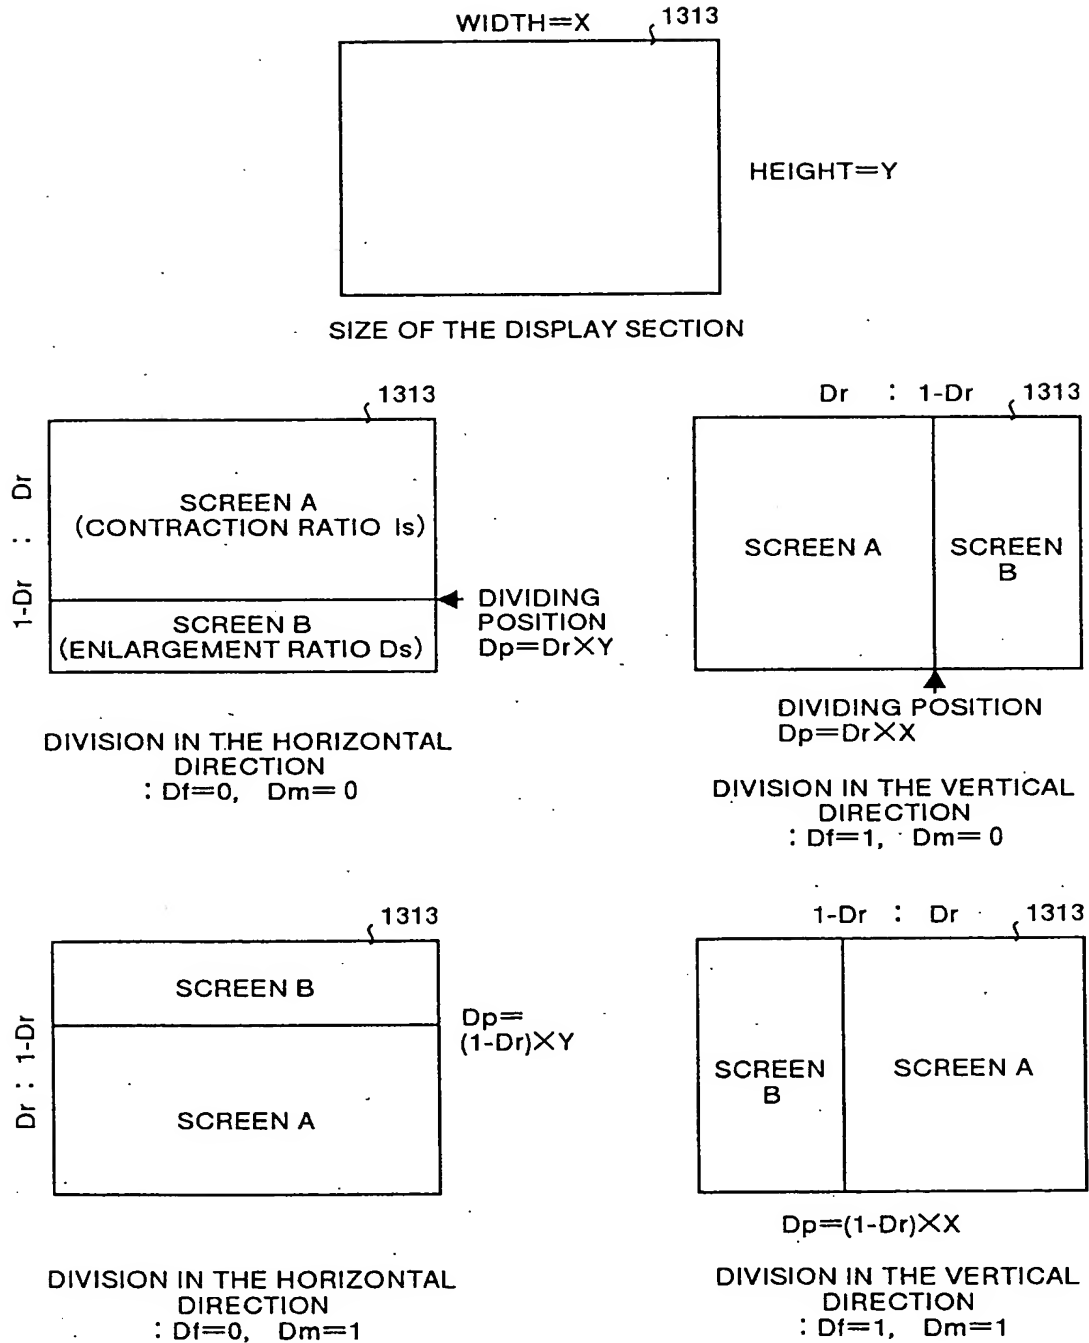 WIDTH=X
1313
HEIGHT=Y
SIZE OF THE DISPLAY SECTION
1313
1-Dr : Dr
SCREEN A
(CONTRACTION RATIO Is)
SCREEN B
(ENLARGEMENT RATIO Ds)
DIVIDING
POSITION
Dp=Dr×Y
DIVISION IN THE HORIZONTAL
DIRECTION
: Df=0, Dm=0
Dr : 1-Dr
1313
SCREEN A
SCREEN
B
DIVIDING POSITION
Dp=Dr×X
DIVISION IN THE VERTICAL
DIRECTION
: Df=1, Dm=0
1313
Dr : 1-Dr
SCREEN B
SCREEN A
Dp=
(1-Dr)×Y
DIVISION IN THE HORIZONTAL
DIRECTION
: Df=0, Dm=1
1-Dr : Dr
1313
SCREEN
B
SCREEN A
Dp=(1-Dr)×X
DIVISION IN THE VERTICAL
DIRECTION
: Df=1, Dm=1